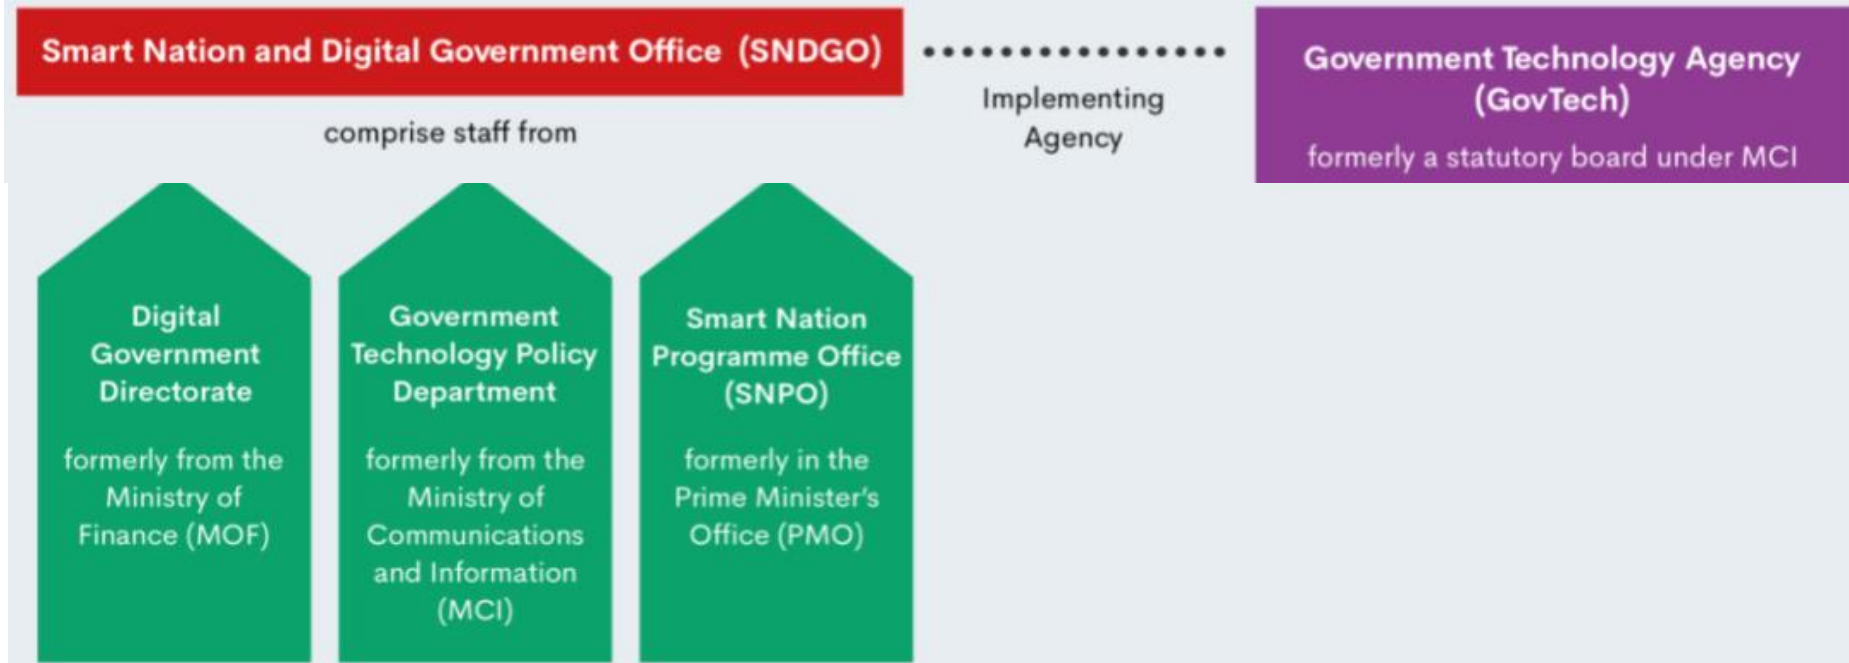 Smart Nation and Digital Government Office (SNDGO)
comprise staff from
Implementing
Agency
Government Technology Agency
(GovTech)
formerly a statutory board under MCI
Digital
Government
Directorate
formerly from the
Ministry of
Finance (MOF)
Government
Technology Policy
Department
formerly from the
Ministry of
Communications
and Information
(MCI)
Smart Nation
Programme Office
(SNPO)
formerly in the
Prime Minister's
Office (PMO)